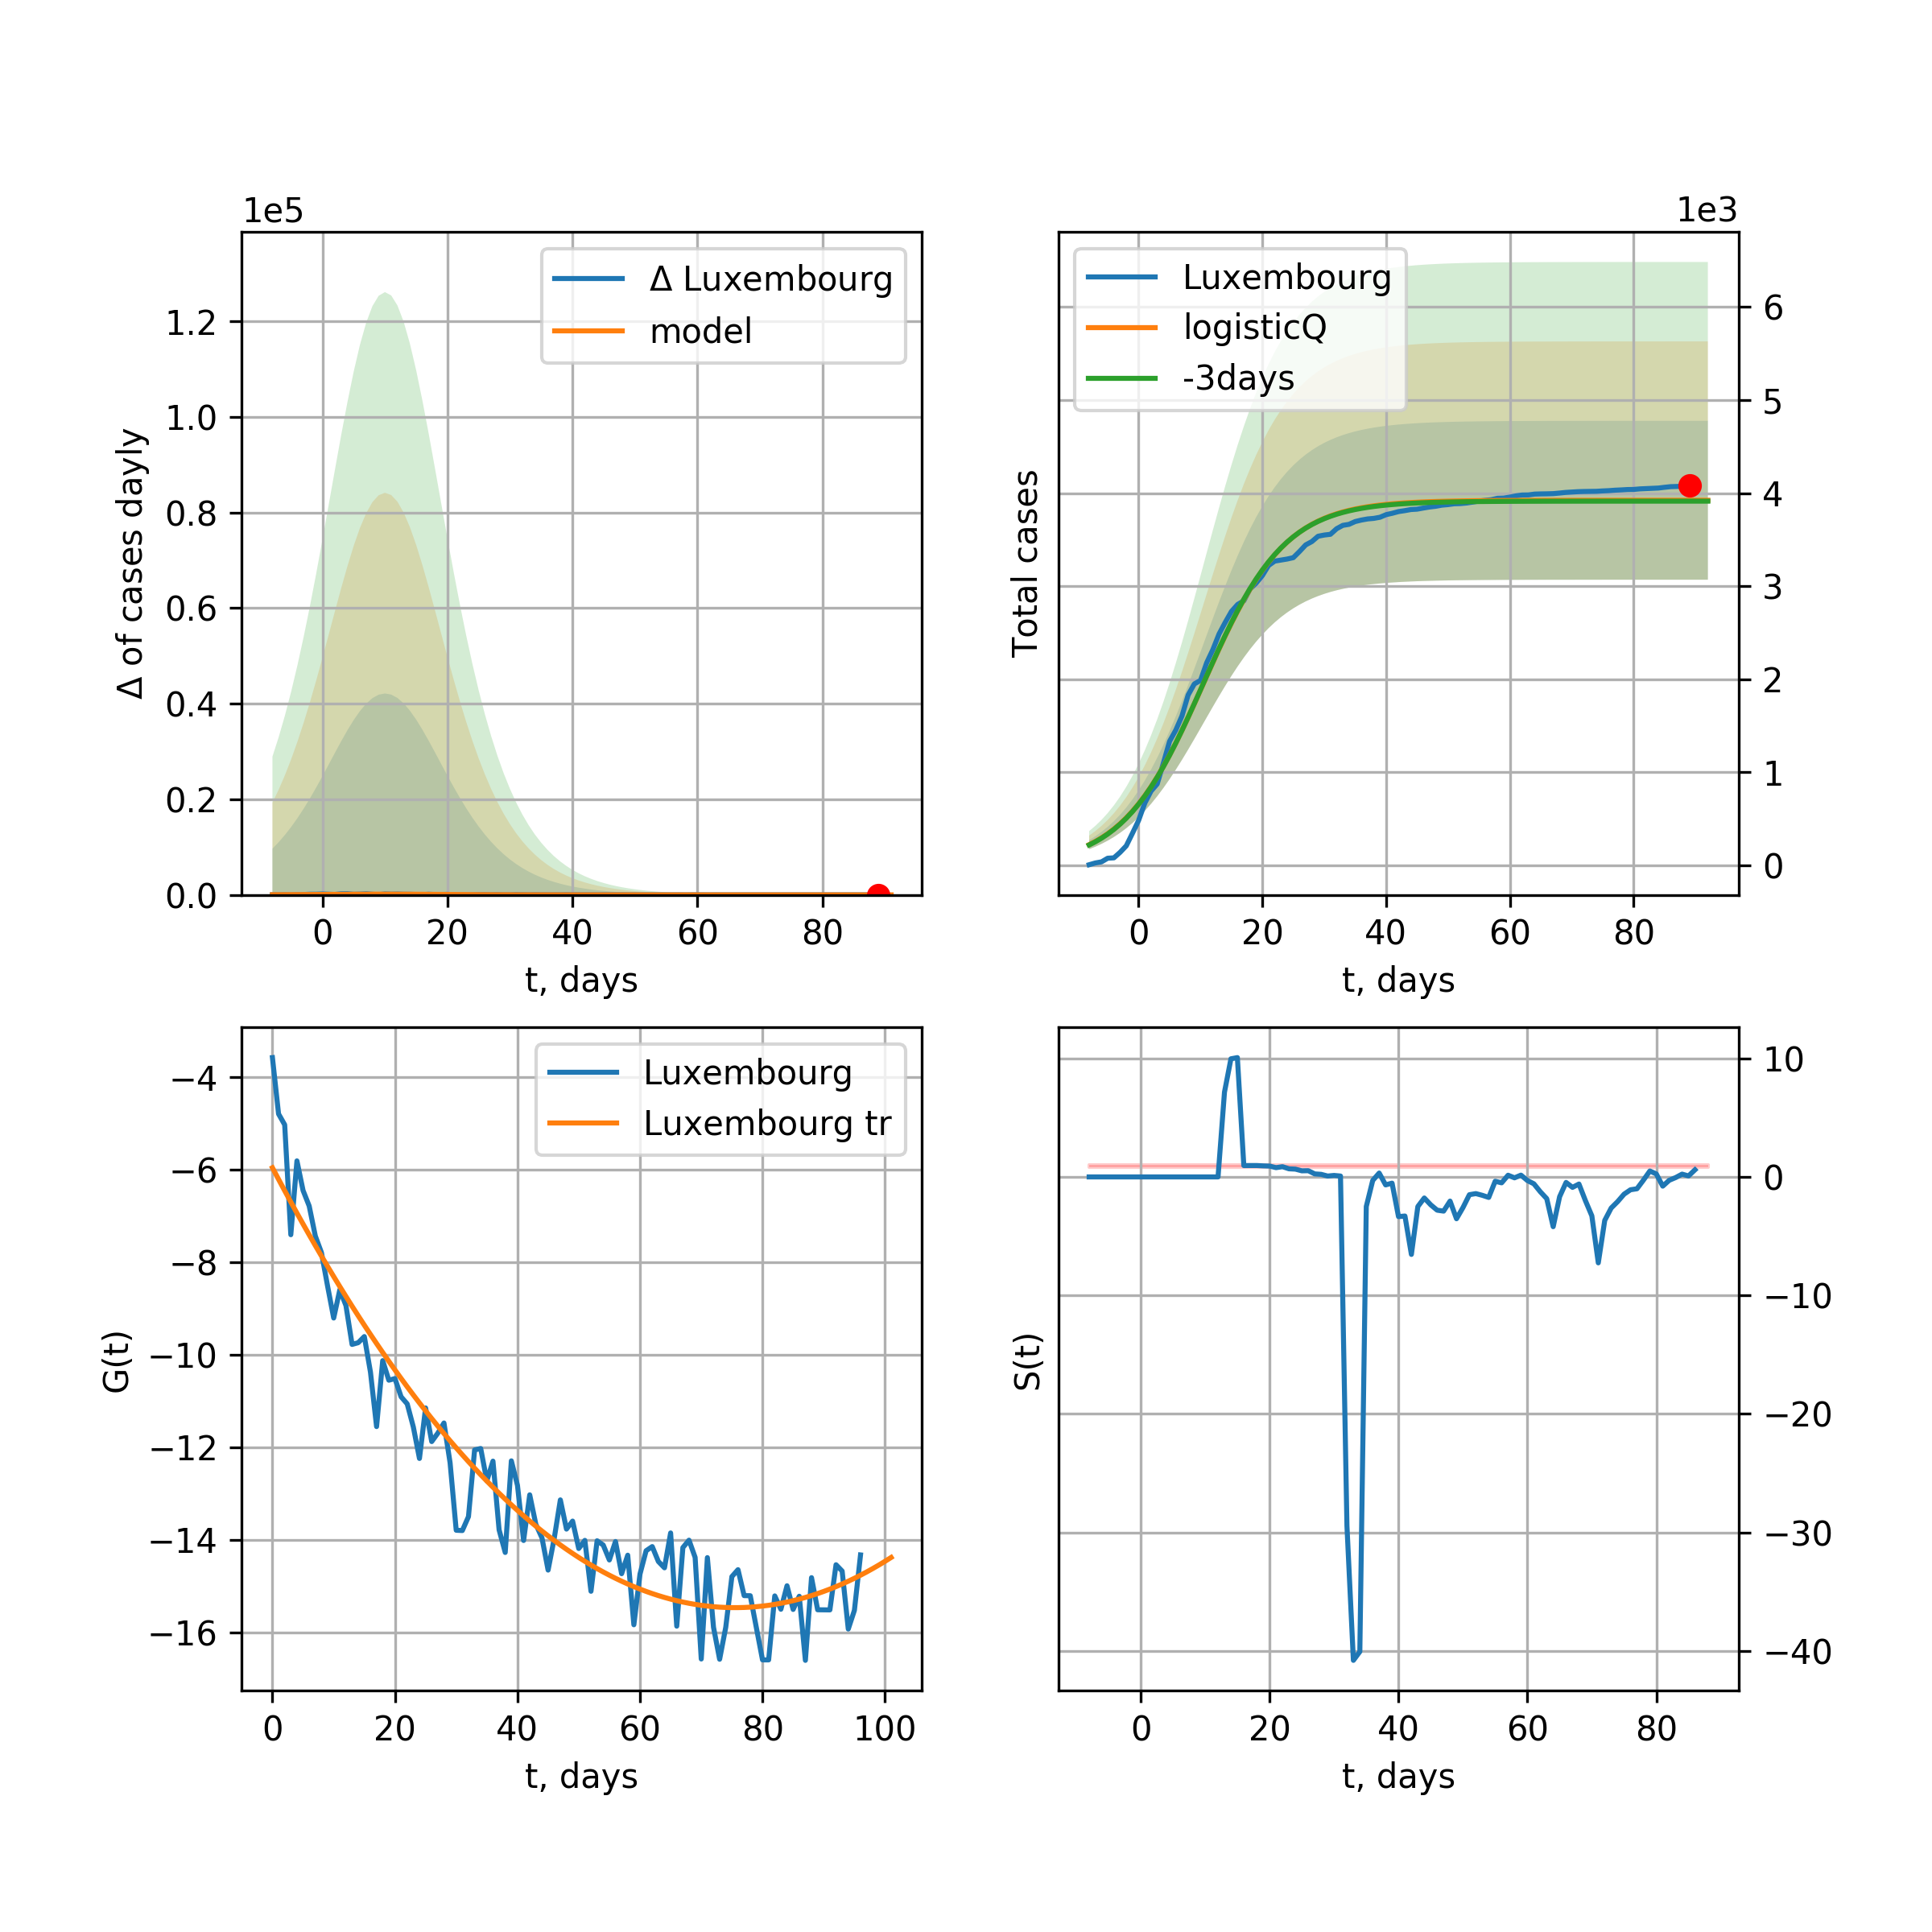 1e5
Δ Luxembourg
model
1.2
1.0
0.8
0.6
0.4
0.2
0.0
Δ of cases dayly
0 20 40 60 80
t, days
1e3
Luxembourg
logisticQ
-3days
6
5
4
3
2
1
0
Total cases
0 20 40 60 80
t, days
Luxembourg
Luxembourg tr
−4
−6
−8
−10
−12
−14
−16
G(t)
0 20 40 60 80 100
t, days
10
0
−10
−20
−30
−40
S(t)
0 20 40 60 80
t, days